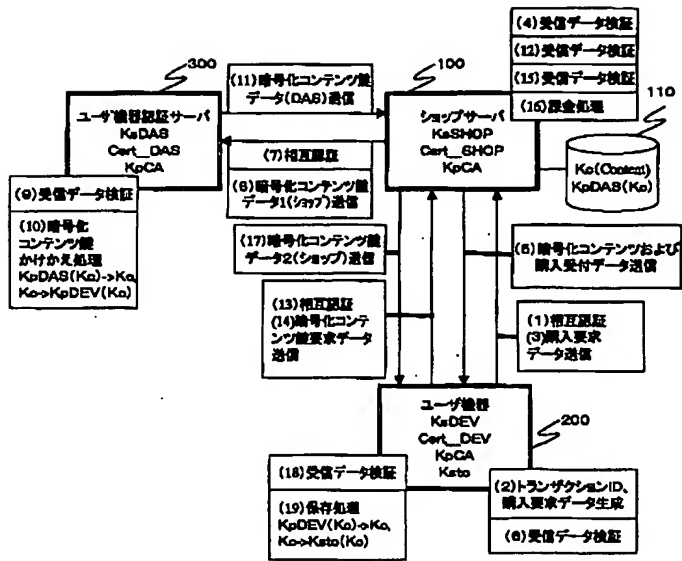 (4)受信データ検証
(12)受信データ検証
(15)受信データ検証
(16)課金処理
300
(11)暗号化コンテンツ鍵
データ(DAS)送信
100
110
ユーザ機器認証サーバ
KsDAS
Cert_DAS
KpCA
ショップサーバ
KsSHOP
Cert_SHOP
KpCA
Kc(Content)
KpDAS(Kc)
(7)相互認証
(8)暗号化コンテンツ鍵
データ1(ショップ)送信
(9)受信データ検証
(10)暗号化
コンテンツ鍵
かけかえ処理
KpDAS(Kc)->Kc,
Kc->KpDEV(Kc)
(17)暗号化コンテンツ鍵
データ2(ショップ)送信
(5)暗号化コンテンツおよび
購入受付データ送信
(13)相互認証
(14)暗号化コンテ
ンツ鍵要求データ
送信
(1)相互認証
(3)購入要求
データ送信
ユーザ機器
KsDEV
Cert_DEV
KpCA
Ksto
200
(18)受信データ検証
(19)保存処理
KpDEV(Kc)->Kc,
Kc->Ksto(Kc)
(2)トランザクションID、
購入要求データ生成
(6)受信データ検証